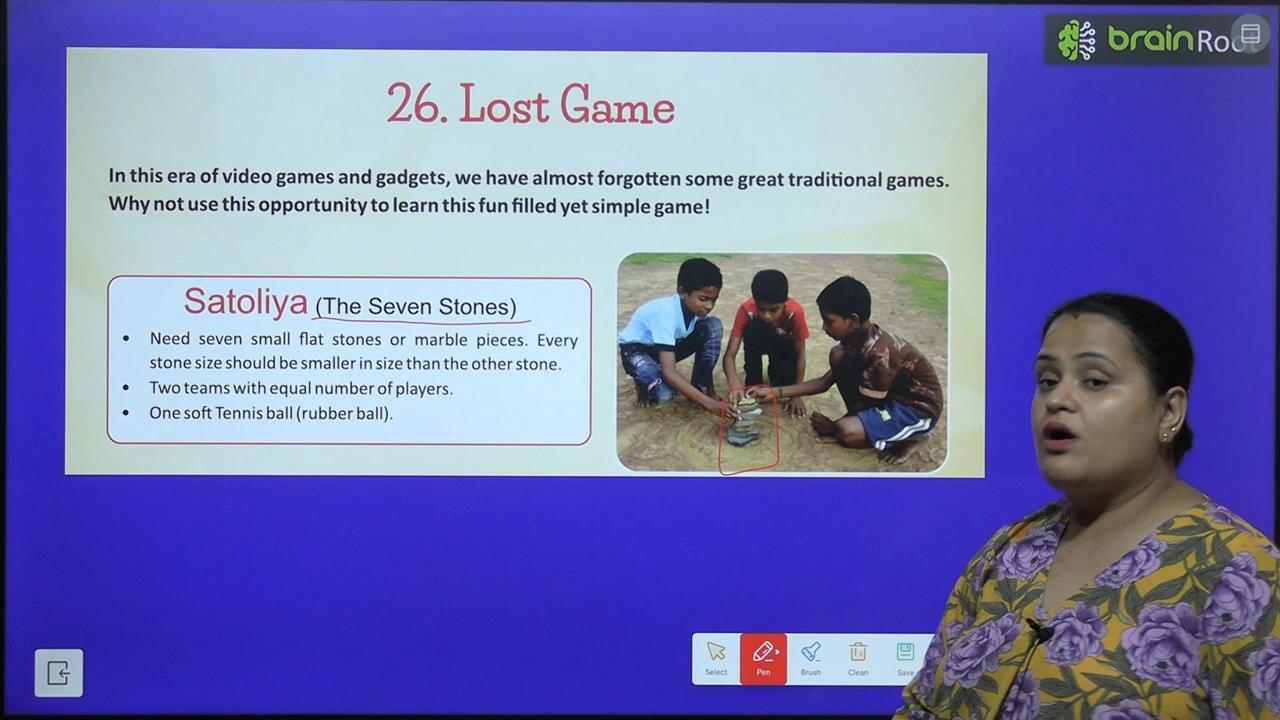 brainRoot
26. Lost Game
In this era of video games and gadgets, we have almost forgotten some great traditional games.
Why not use this opportunity to learn this fun filled yet simple game!
Satoliya (The Seven Stones)
• Need seven small flat stones or marble pieces. Every
stone size should be smaller in size than the other stone.
• Two teams with equal number of players.
• One soft Tennis ball (rubber ball).
Select Pen Brush Clean Save